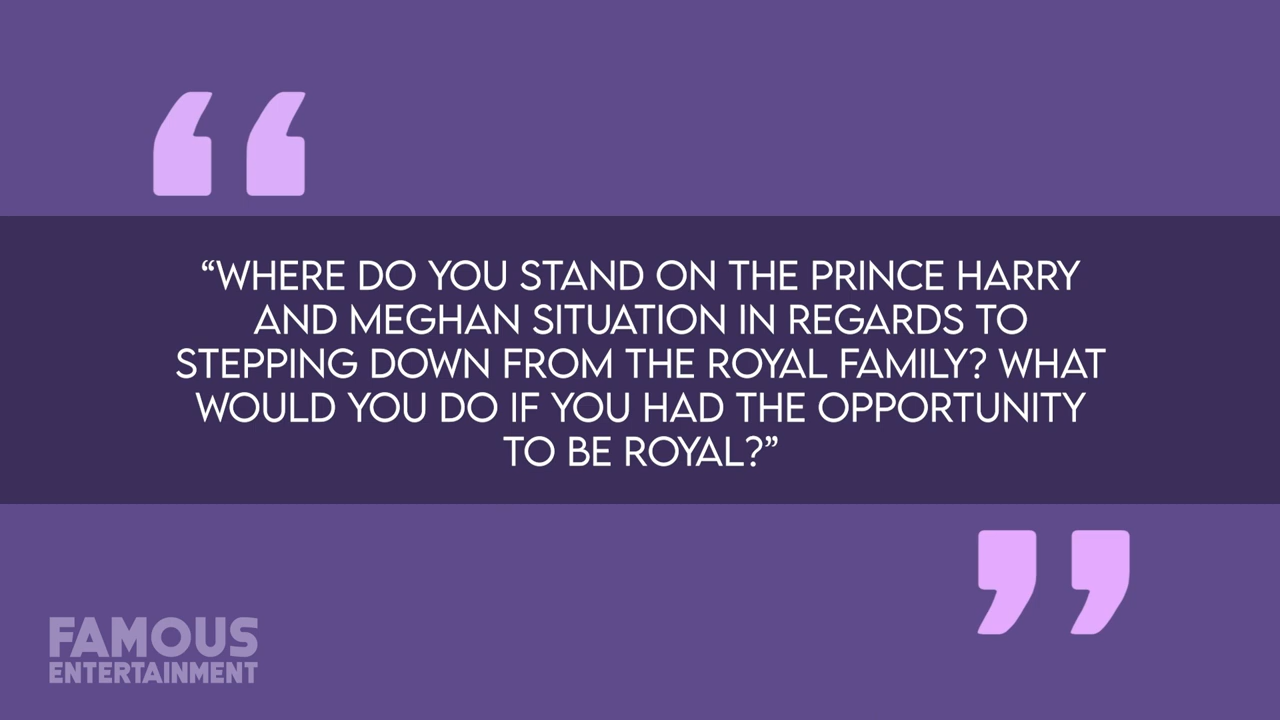 “WHERE DO YOU STAND ON THE PRINCE HARRY
AND MEGHAN SITUATION IN REGARDS TO
STEPPING DOWN FROM THE ROYAL FAMILY? WHAT
WOULD YOU DO IF YOU HAD THE OPPORTUNITY
TO BE ROYAL?”
FAMOUS
ENTERTAINMENT